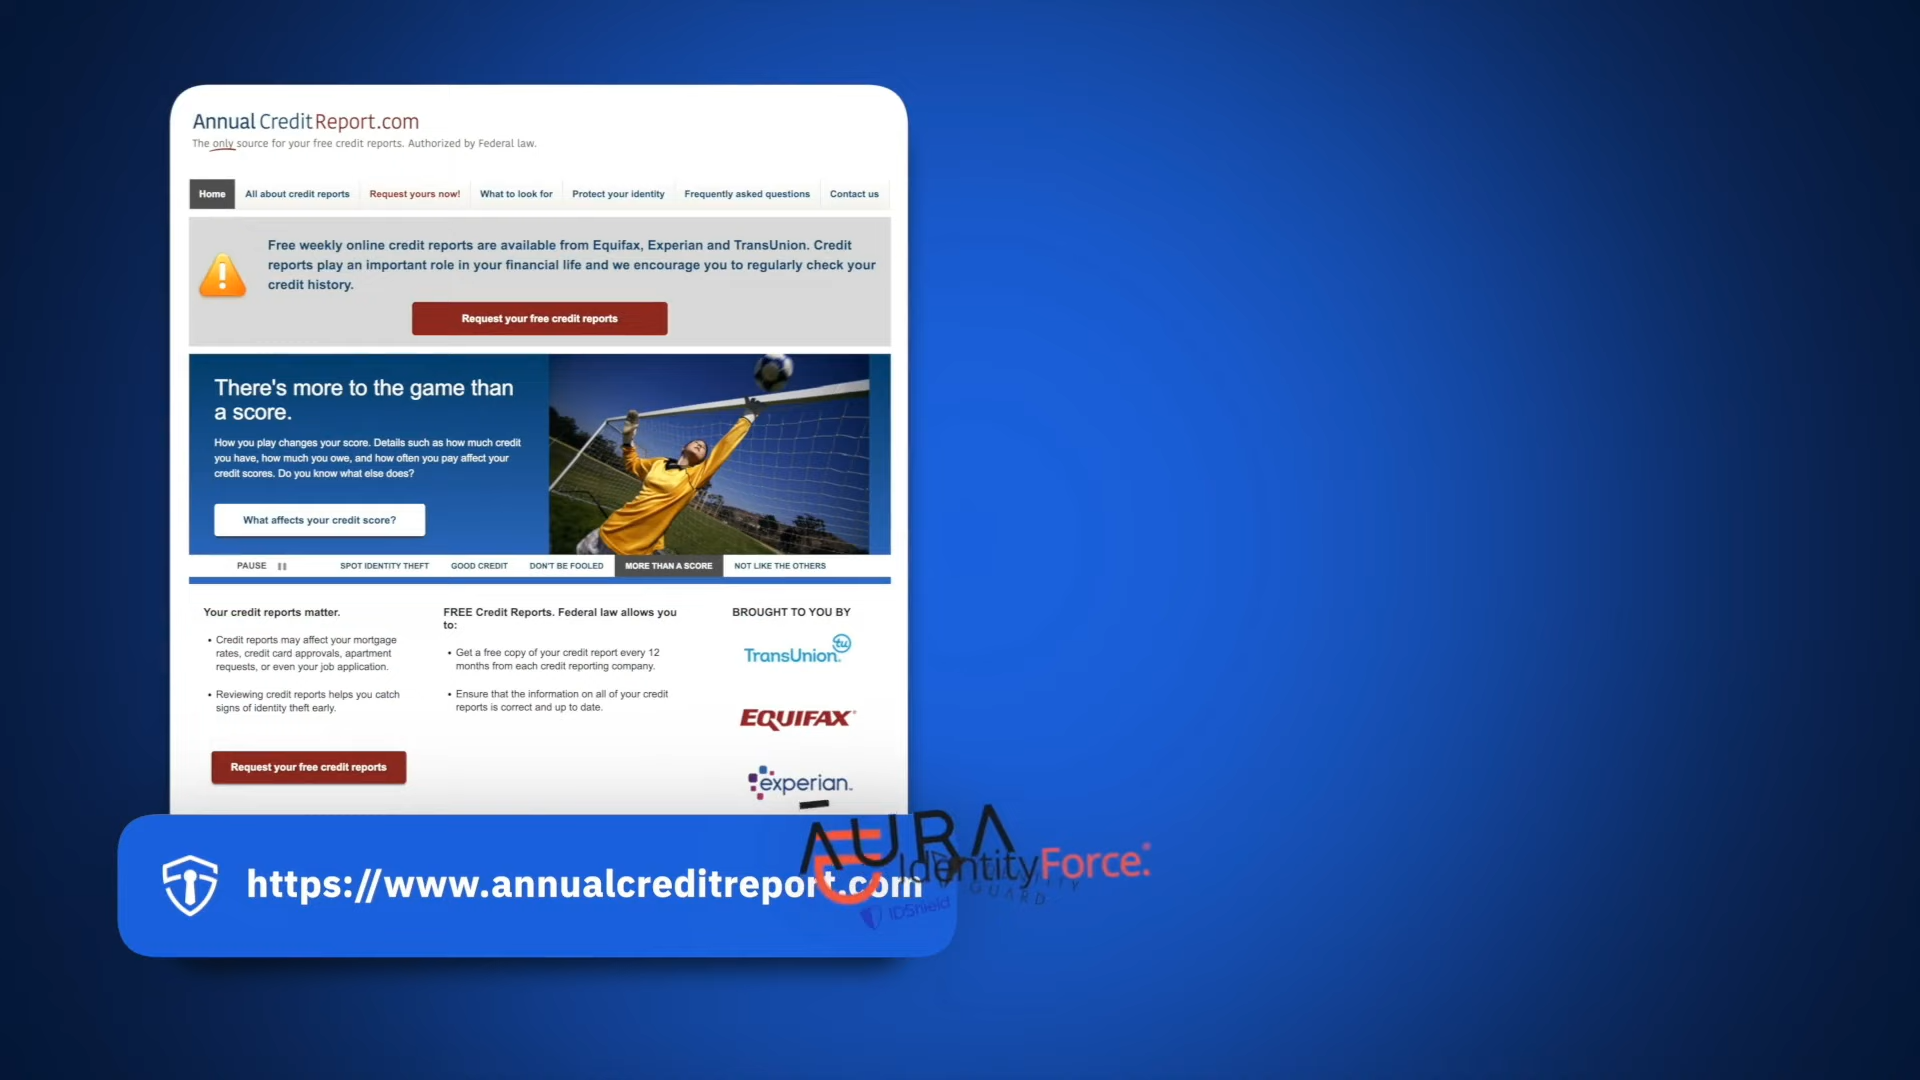 AnnualCreditReport.com
The only source for your free credit reports. Authorized by Federal law.
Home
All about credit reports
Request yours now!
What to look for
Protect your identity
Frequently asked questions
Contact us
Free weekly online credit reports are available from Equifax, Experian and TransUnion. Credit
reports play an important role in your financial life and we encourage you to regularly check your
credit history.
Request your free credit reports
There's more to the game than
a score.
How you play changes your score. Details such as how much credit
you have, how much you owe, and how often you pay affect your
credit scores. Do you know what else does?
What affects your credit score?
PAUSE
SPOT IDENTITY THEFT
GOOD CREDIT
DON'T BE FOOLED
MORE THAN A SCORE
NOT LIKE THE OTHERS
Your credit reports matter.
• Credit reports may affect your mortgage
rates, credit card approvals, apartment
requests, or even your job application.
• Reviewing credit reports helps you catch
signs of identity theft early.
Request your free credit reports
FREE Credit Reports. Federal law allows you
to:
• Get a free copy of your credit report every 12
months from each credit reporting company.
• Ensure that the information on all of your credit
reports is correct and up to date.
BROUGHT TO YOU BY
tu
TransUnion.
EQUIFAX
experian.
https://www.annualcreditreport.com
AURA
IdentityForce.
GUARD
IDShield